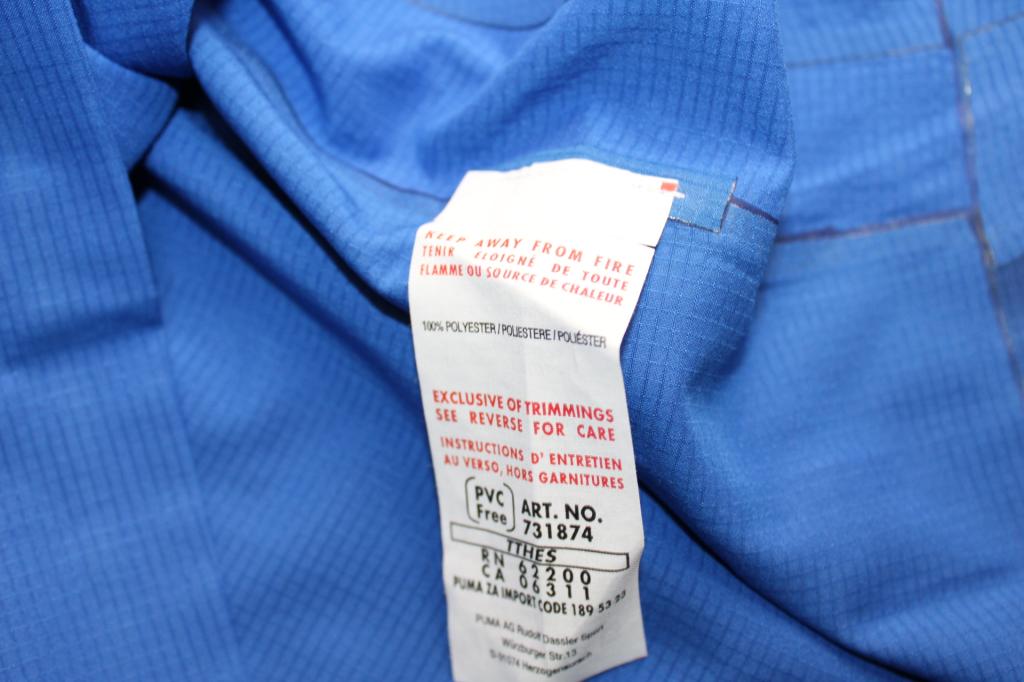 KEEP AWAY FROM FIRE
TENIR ÉLOIGNÉ DE TOUTE
FLAMME OU SOURCE DE CHALEUR
100% POLYESTER / POLIESTERE / POLIÉSTER
EXCLUSIVE OF TRIMMINGS
SEE REVERSE FOR CARE
INSTRUCTIONS D' ENTRETIEN
AU VERSO, HORS GARNITURES
PVC Free
ART. NO.
731874
TTHES
RN 62200
CA 06311
PUMA ZA IMPORT CODE 189 53 23
PUMA AG Rudolf Dassler Sport
Würzburger Str.13
D-91074 Herzogenaurach